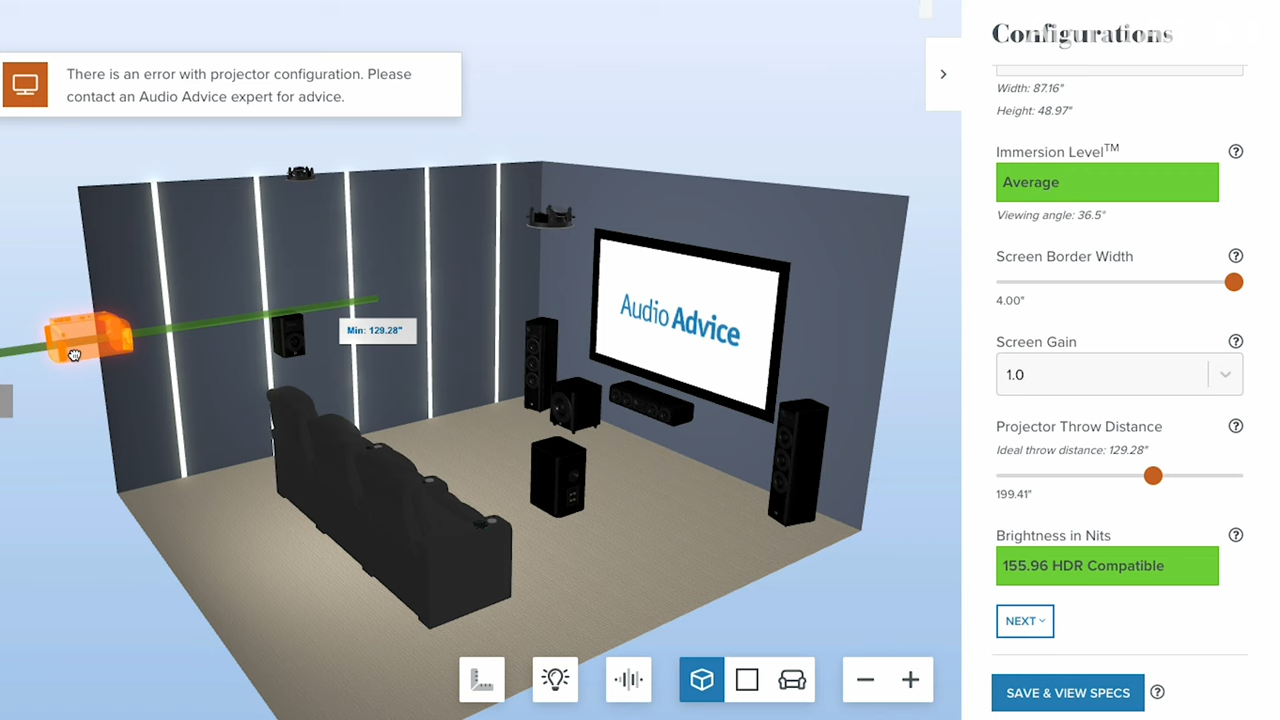 Configurations
There is an error with projector configuration. Please
contact an Audio Advice expert for advice.
Width: 87.16"
Height: 48.97"
Immersion Level™
Average
Viewing angle: 36.5°
Screen Border Width
4.00"
Screen Gain
1.0
Projector Throw Distance
Ideal throw distance: 129.28"
199.41"
Brightness in Nits
155.96 HDR Compatible
NEXT
SAVE & VIEW SPECS
Min: 129.28"
Audio Advice